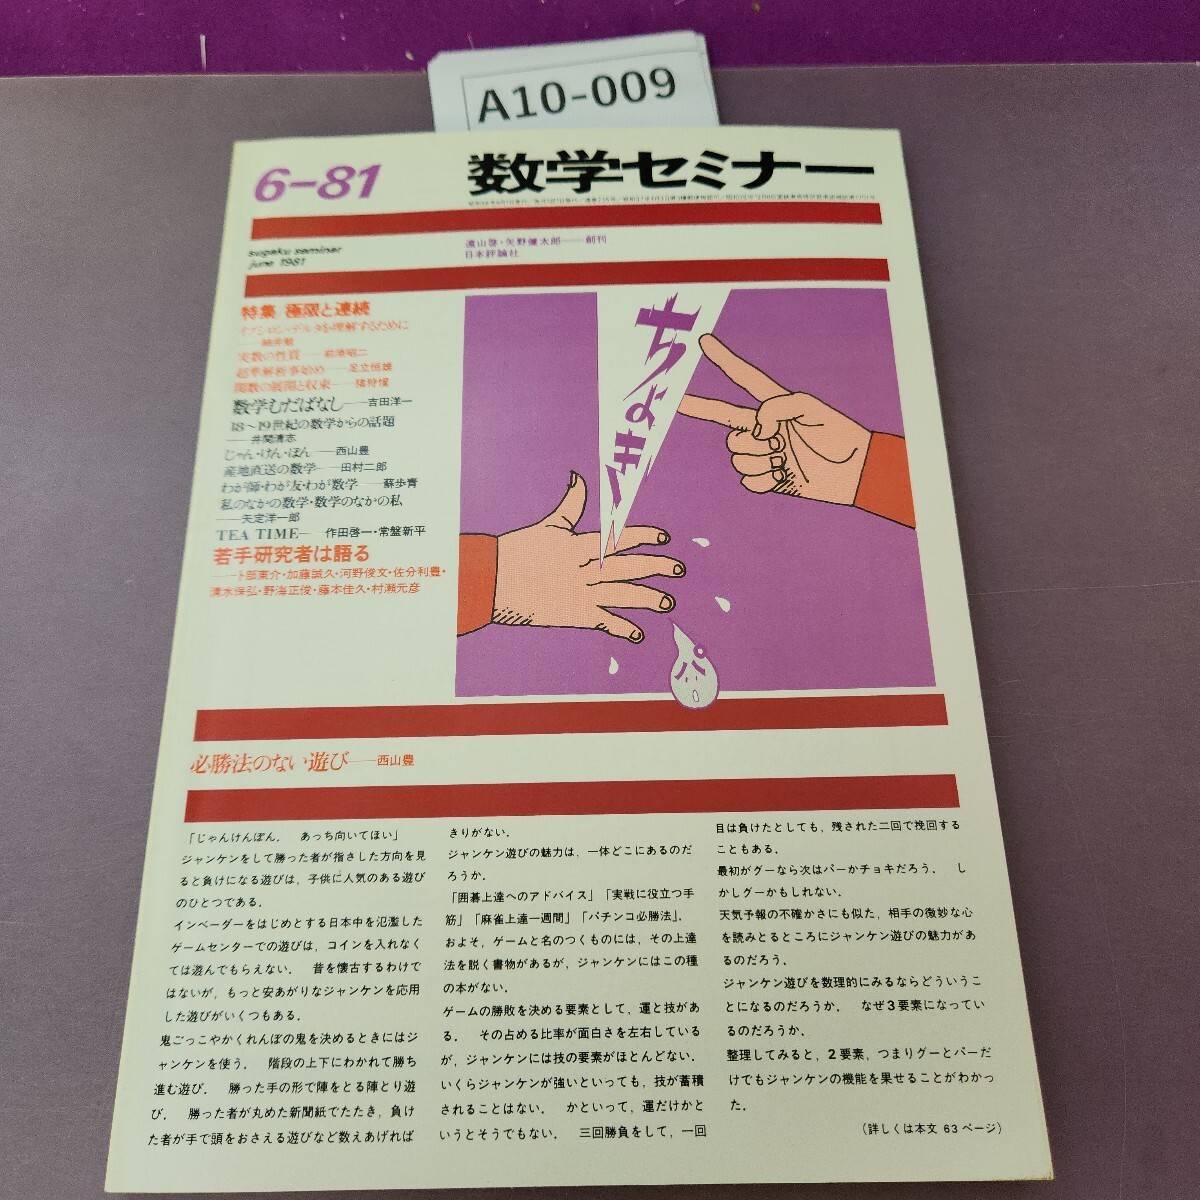 A10-009
6-81
数学セミナー
sugaku seminar
june 1981
遠山啓・矢野健太郎——創刊
日本評論社
特集 極限と連続
イプシロン-デルタを理解するために
——細井勉
実数の性質——前原昭二
超準解析事始め——足立恒雄
関数の展開と収束——猪狩惺
数学むだばなし——吉田洋一
18〜19世紀の数学からの話題
——井関清志
じゃん・けん・ぽん——西山豊
産地直送の数学——田村二郎
わが師・わが友・わが数学——蘇歩青
私のなかの数学・数学のなかの私
——矢定洋一郎
TEA TIME——作田啓一・常盤新平
若手研究者は語る
——卜部東介・加藤誠久・河野俊文・佐分利豊・
清水保弘・野海正俊・藤本佳久・村瀬元彦
ちょき
パ
必勝法のない遊び——西山豊
「じゃんけんぽん． あっち向いてほい」
ジャンケンをして勝った者が指さした方向を見
ると負けになる遊びは，子供に人気のある遊び
のひとつである．
インベーダーをはじめとする日本中を氾濫した
ゲームセンターでの遊びは，コインを入れなく
ては遊んでもらえない． 昔を懐古するわけで
はないが，もっと安あがりなジャンケンを応用
した遊びがいくつもある．
鬼ごっこやかくれんぼの鬼を決めるときにはジ
ャンケンを使う． 階段の上下にわかれて勝ち
進む遊び． 勝った手の形で陣をとる陣とり遊
び． 勝った者が丸めた新聞紙でたたき，負け
た者が手で頭をおさえる遊びなど数えあげれば
きりがない．
ジャンケン遊びの魅力は，一体どこにあるのだ
ろうか．
「囲碁上達へのアドバイス」「実戦に役立つ手
筋」「麻雀上達一週間」「パチンコ必勝法」．
およそ，ゲームと名のつくものには，その上達
法を説く書物があるが，ジャンケンにはこの種
の本がない．
ゲームの勝敗を決める要素として，運と技があ
る． その占める比率が面白さを左右している
が，ジャンケンには技の要素がほとんどない．
いくらジャンケンが強いといっても，技が蓄積
されることはない． かといって，運だけかと
いうとそうでもない． 三回勝負をして，一回
目は負けたとしても，残された二回で挽回する
こともある．
最初がグーなら次はパーかチョキだろう． し
かしグーかもしれない．
天気予報の不確かさにも似た，相手の微妙な心
を読みとるところにジャンケン遊びの魅力があ
るのだろう．
ジャンケン遊びを数理的にみるならどういうこ
とになるのだろうか． なぜ3要素になってい
るのだろうか．
整理してみると，2要素，つまりグーとパーだ
けでもジャンケンの機能を果せることがわかっ
た．
（詳しくは本文 63 ページ）